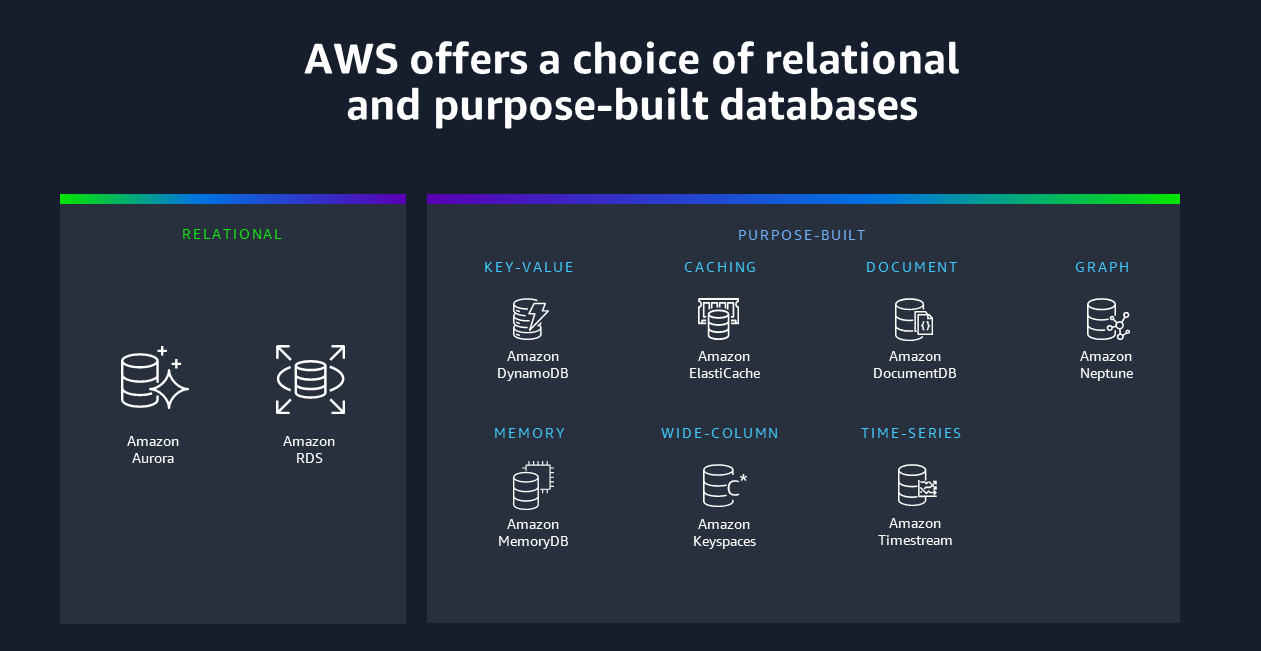 AWS offers a choice of relational
and purpose-built databases
RELATIONAL
Amazon
Aurora
Amazon
RDS
PURPOSE-BUILT
KEY-VALUE
Amazon
DynamoDB
CACHING
Amazon
ElastiCache
DOCUMENT
{}
Amazon
DocumentDB
GRAPH
Amazon
Neptune
MEMORY
Amazon
MemoryDB
WIDE-COLUMN
C*
Amazon
Keyspaces
TIME-SERIES
Amazon
Timestream